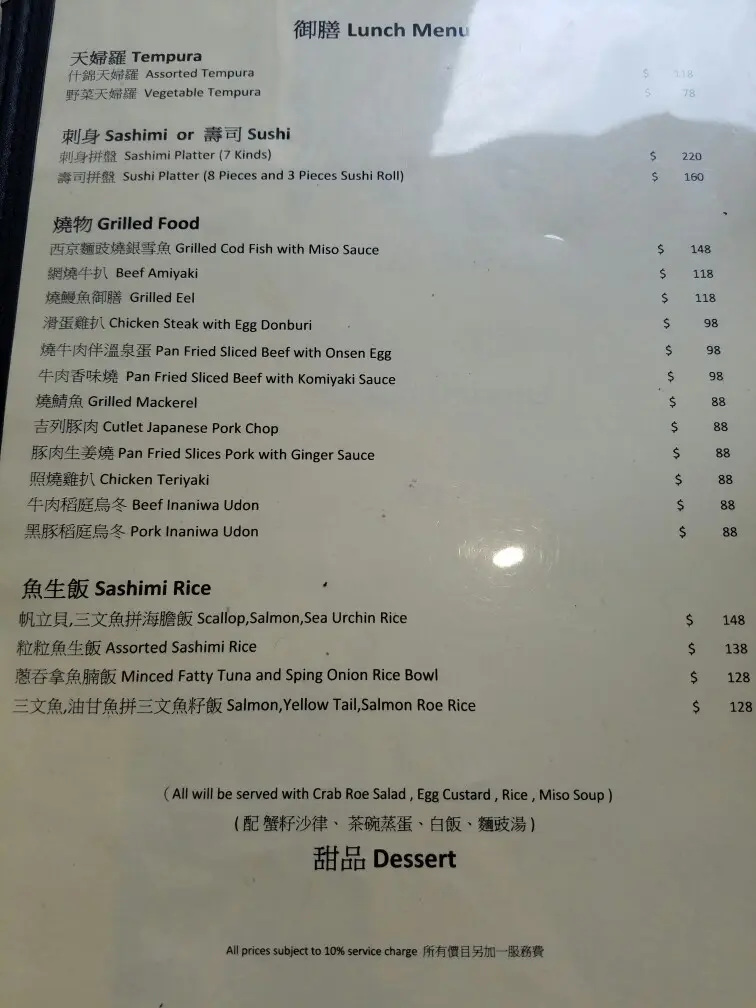 御膳 Lunch Menu
天婦羅 Tempura
什錦天婦羅 Assorted Tempura $ 118
野菜天婦羅 Vegetable Tempura $ 78
刺身 Sashimi or 壽司 Sushi
刺身拼盤 Sashimi Platter (7 Kinds) $ 220
壽司拼盤 Sushi Platter (8 Pieces and 3 Pieces Sushi Roll) $ 160
燒物 Grilled Food
西京麵豉燒銀雪魚 Grilled Cod Fish with Miso Sauce $ 148
網燒牛扒 Beef Amiyaki $ 118
燒鰻魚御膳 Grilled Eel $ 118
滑蛋雞扒 Chicken Steak with Egg Donburi $ 98
燒牛肉伴溫泉蛋 Pan Fried Sliced Beef with Onsen Egg $ 98
牛肉香味燒 Pan Fried Sliced Beef with Komiyaki Sauce $ 98
燒鯖魚 Grilled Mackerel $ 88
吉列豚肉 Cutlet Japanese Pork Chop $ 88
豚肉生姜燒 Pan Fried Slices Pork with Ginger Sauce $ 88
照燒雞扒 Chicken Teriyaki $ 88
牛肉稻庭烏冬 Beef Inaniwa Udon $ 88
黑豚稻庭烏冬 Pork Inaniwa Udon $ 88
魚生飯 Sashimi Rice
帆立貝,三文魚拼海膽飯 Scallop,Salmon,Sea Urchin Rice $ 148
粒粒魚生飯 Assorted Sashimi Rice $ 138
蔥吞拿魚腩飯 Minced Fatty Tuna and Sping Onion Rice Bowl $ 128
三文魚,油甘魚拼三文魚籽飯 Salmon,Yellow Tail,Salmon Roe Rice $ 128
(All will be served with Crab Roe Salad , Egg Custard , Rice , Miso Soup )
( 配 蟹籽沙律、 茶碗蒸蛋、白飯、麵豉湯 )
甜品 Dessert
All prices subject to 10% service charge 所有價目另加一服務費